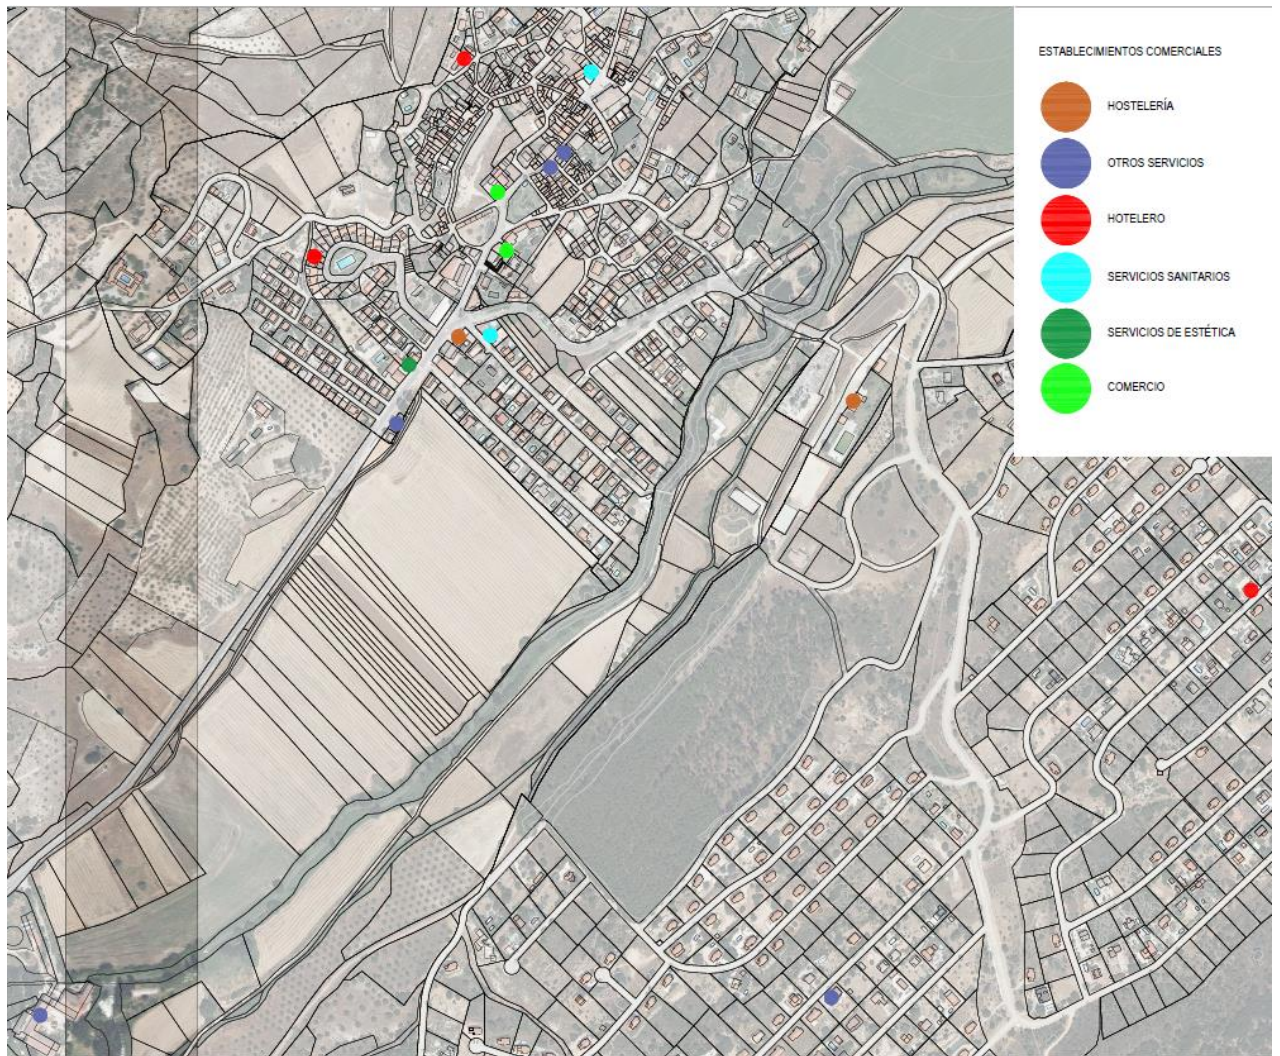 ESTABLECIMIENTOS COMERCIALES
HOSTELERÍA
OTROS SERVICIOS
HOTELERO
SERVICIOS SANITARIOS
SERVICIOS DE ESTÉTICA
COMERCIO